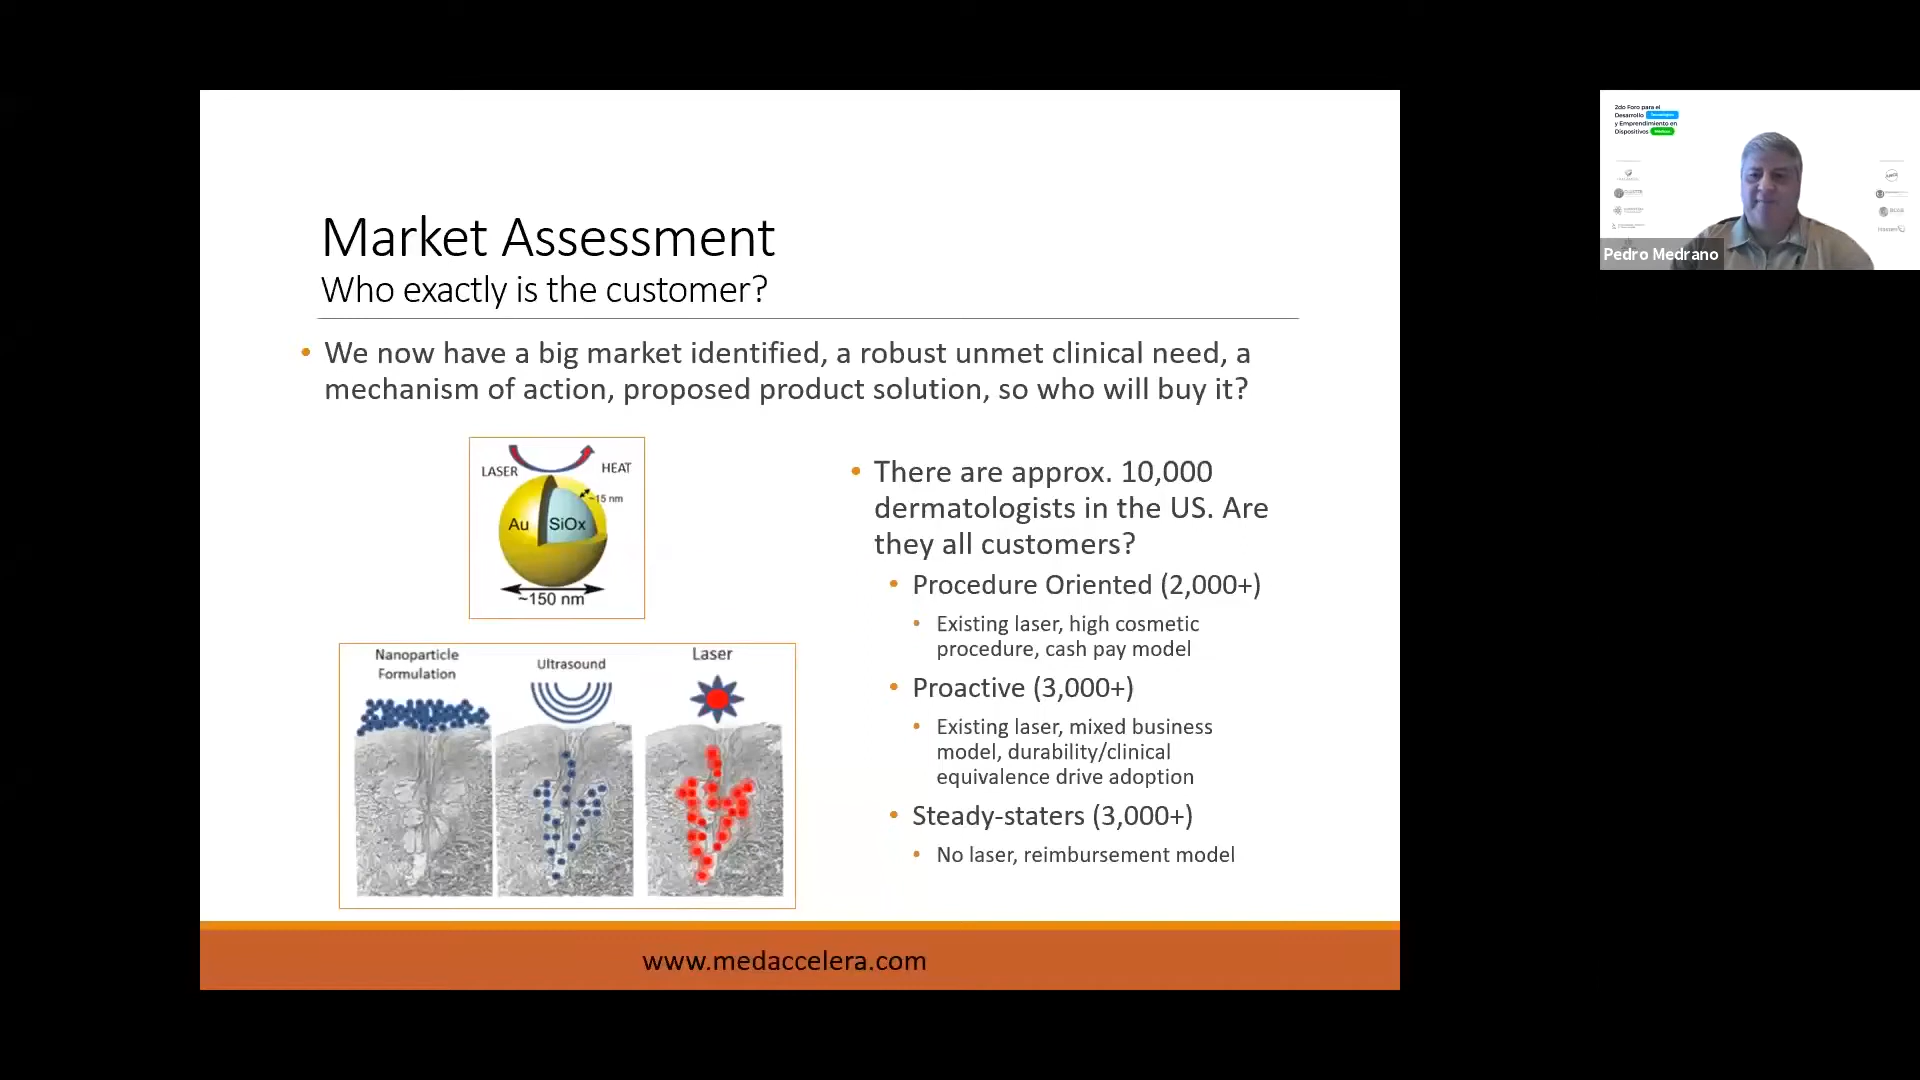 Market Assessment
Who exactly is the customer?
• We now have a big market identified, a robust unmet clinical need, a
mechanism of action, proposed product solution, so who will buy it?
LASER
HEAT
~15 nm
Au
SiOx
~150 nm
Nanoparticle
Formulation
Ultrasound
Laser
• There are approx. 10,000
dermatologists in the US. Are
they all customers?
• Procedure Oriented (2,000+)
• Existing laser, high cosmetic
procedure, cash pay model
• Proactive (3,000+)
• Existing laser, mixed business
model, durability/clinical
equivalence drive adoption
• Steady-staters (3,000+)
• No laser, reimbursement model
www.medaccelera.com
2do Foro para el
Desarrollo Tecnológico
y Emprendimiento en
Dispositivos Médicos
Pedro Medrano